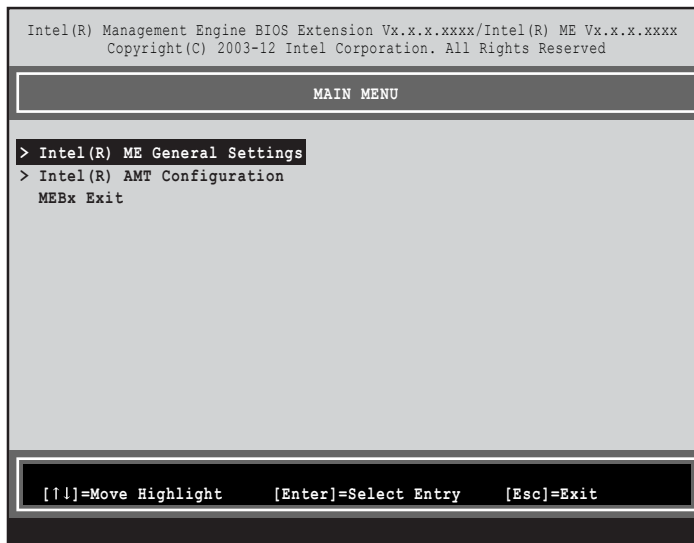 Intel(R) Management Engine BIOS Extension Vx.x.x.xxxx/Intel(R) ME Vx.x.x.xxxx
Copyright(C) 2003-12 Intel Corporation. All Rights Reserved
MAIN MENU
> Intel(R) ME General Settings
> Intel(R) AMT Configuration
MEBx Exit
[↑↓]=Move Highlight [Enter]=Select Entry [Esc]=Exit